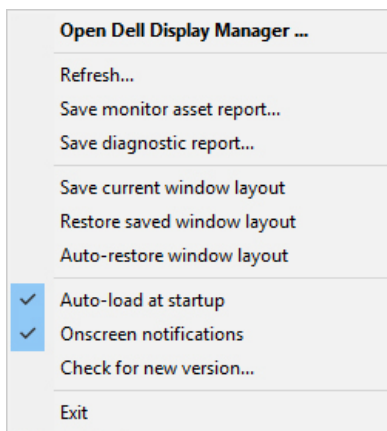 Open Dell Display Manager ...
Refresh...
Save monitor asset report...
Save diagnostic report...
Save current window layout
Restore saved window layout
Auto-restore window layout
Auto-load at startup
Onscreen notifications
Check for new version...
Exit